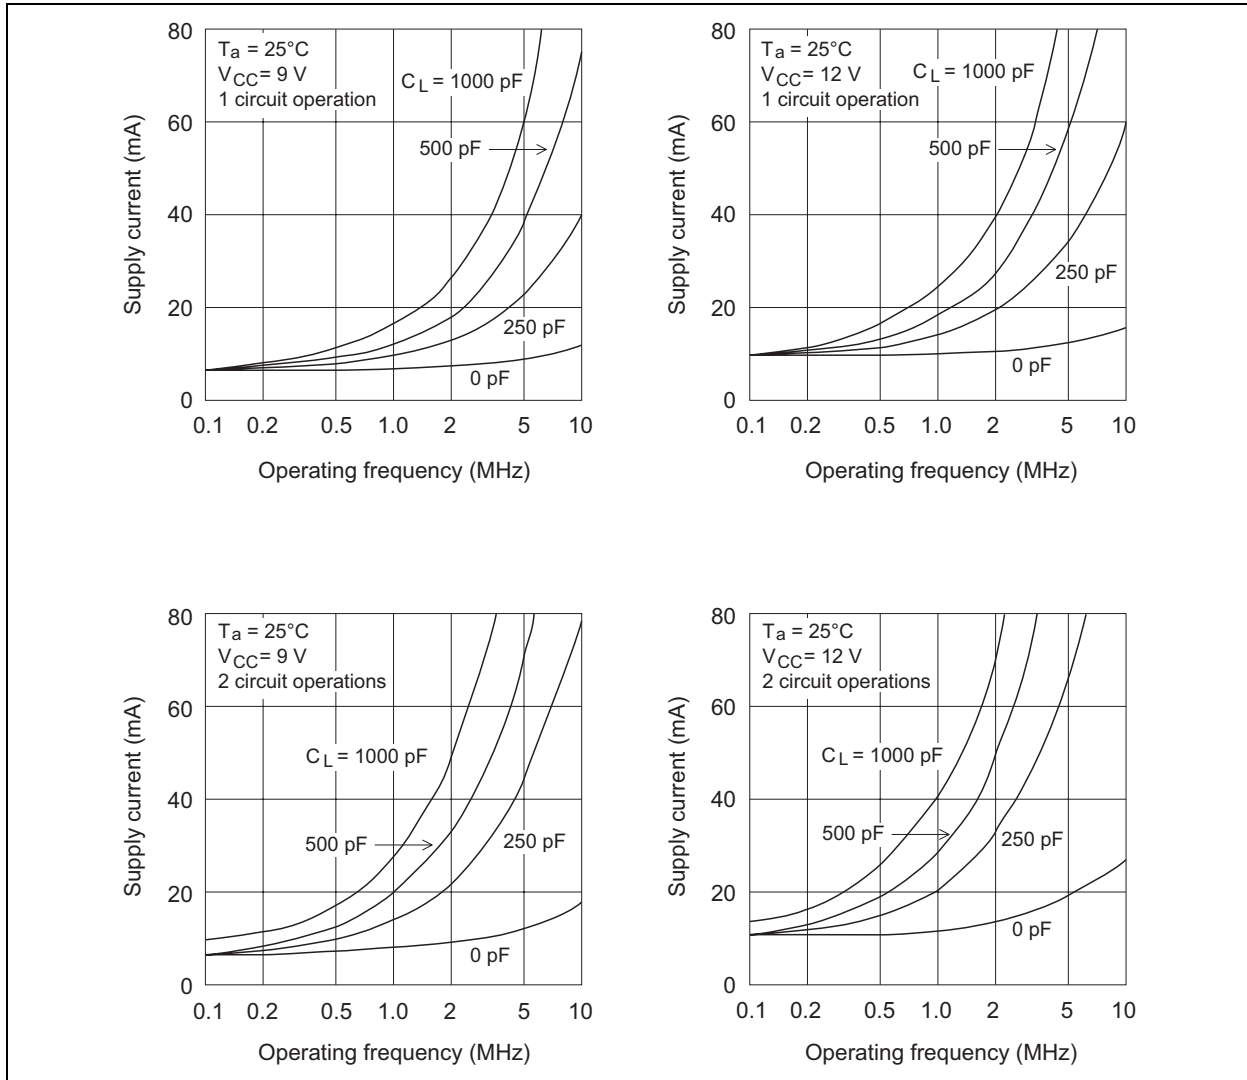 80
60
40
20
0
Supply current (mA)
Ta = 25°C
VCC = 9 V
1 circuit operation
CL = 1000 pF
500 pF
250 pF
0 pF
0.1 0.2 0.5 1.0 2 5 10
Operating frequency (MHz)
80
60
40
20
0
Supply current (mA)
Ta = 25°C
VCC = 12 V
1 circuit operation
CL = 1000 pF
500 pF
250 pF
0 pF
0.1 0.2 0.5 1.0 2 5 10
Operating frequency (MHz)
80
60
40
20
0
Supply current (mA)
Ta = 25°C
VCC = 9 V
2 circuit operations
CL = 1000 pF
500 pF
250 pF
0 pF
0.1 0.2 0.5 1.0 2 5 10
Operating frequency (MHz)
80
60
40
20
0
Supply current (mA)
Ta = 25°C
VCC = 12 V
2 circuit operations
CL = 1000 pF
500 pF
250 pF
0 pF
0.1 0.2 0.5 1.0 2 5 10
Operating frequency (MHz)